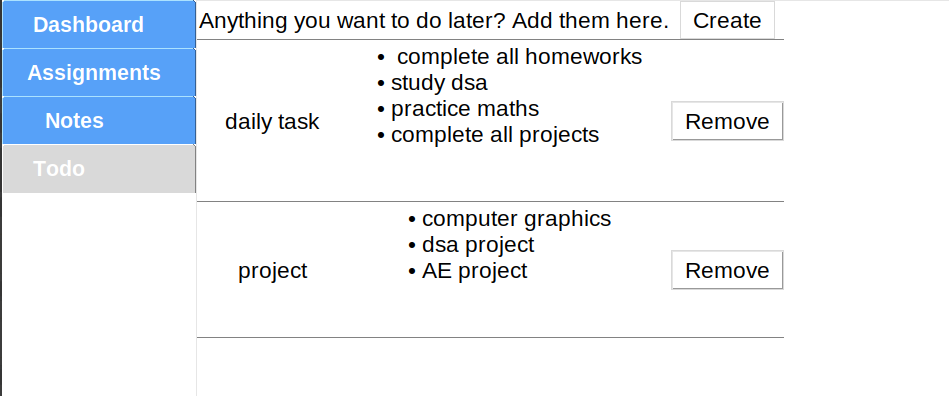 Dashboard
Assignments
Notes
Todo
Anything you want to do later? Add them here. Create
• complete all homeworks
• study dsa
• practice maths
• complete all projects
daily task
Remove
• computer graphics
• dsa project
• AE project
project
Remove